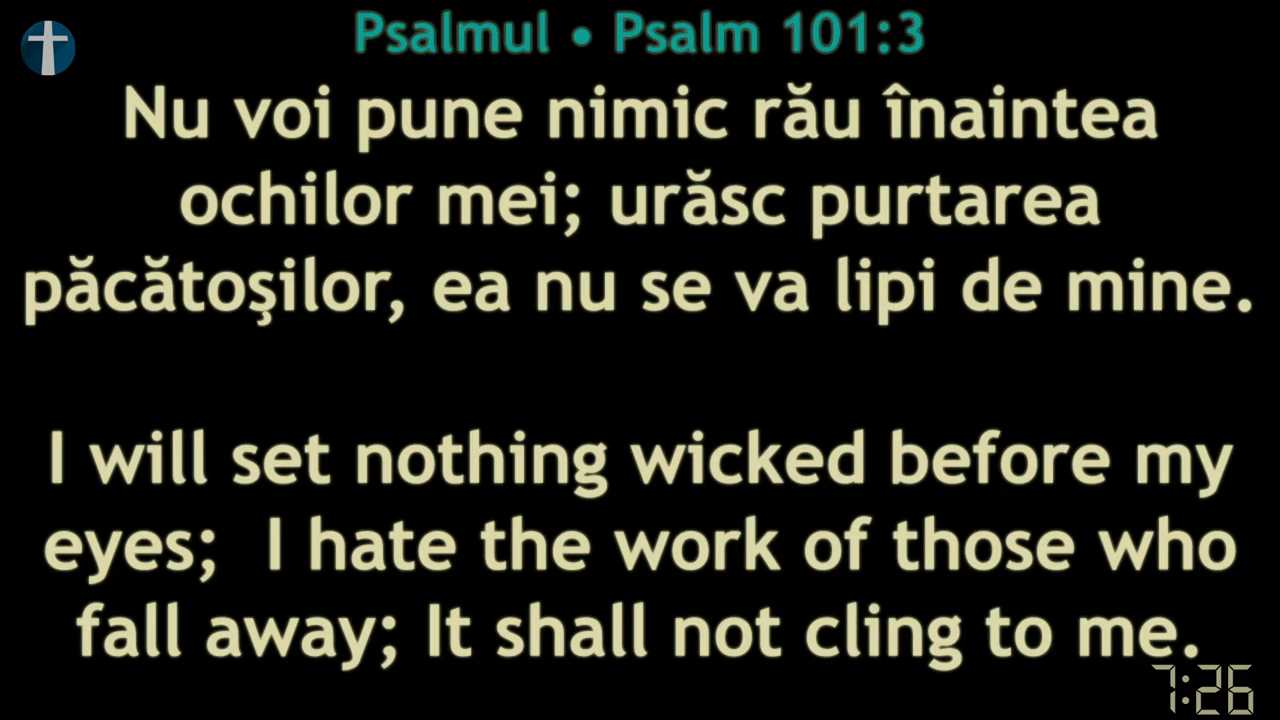 Psalmul • Psalm 101:3
Nu voi pune nimic rău înaintea
ochilor mei; urăsc purtarea
păcătoşilor, ea nu se va lipi de mine.
I will set nothing wicked before my
eyes;  I hate the work of those who
fall away; It shall not cling to me.
7:26